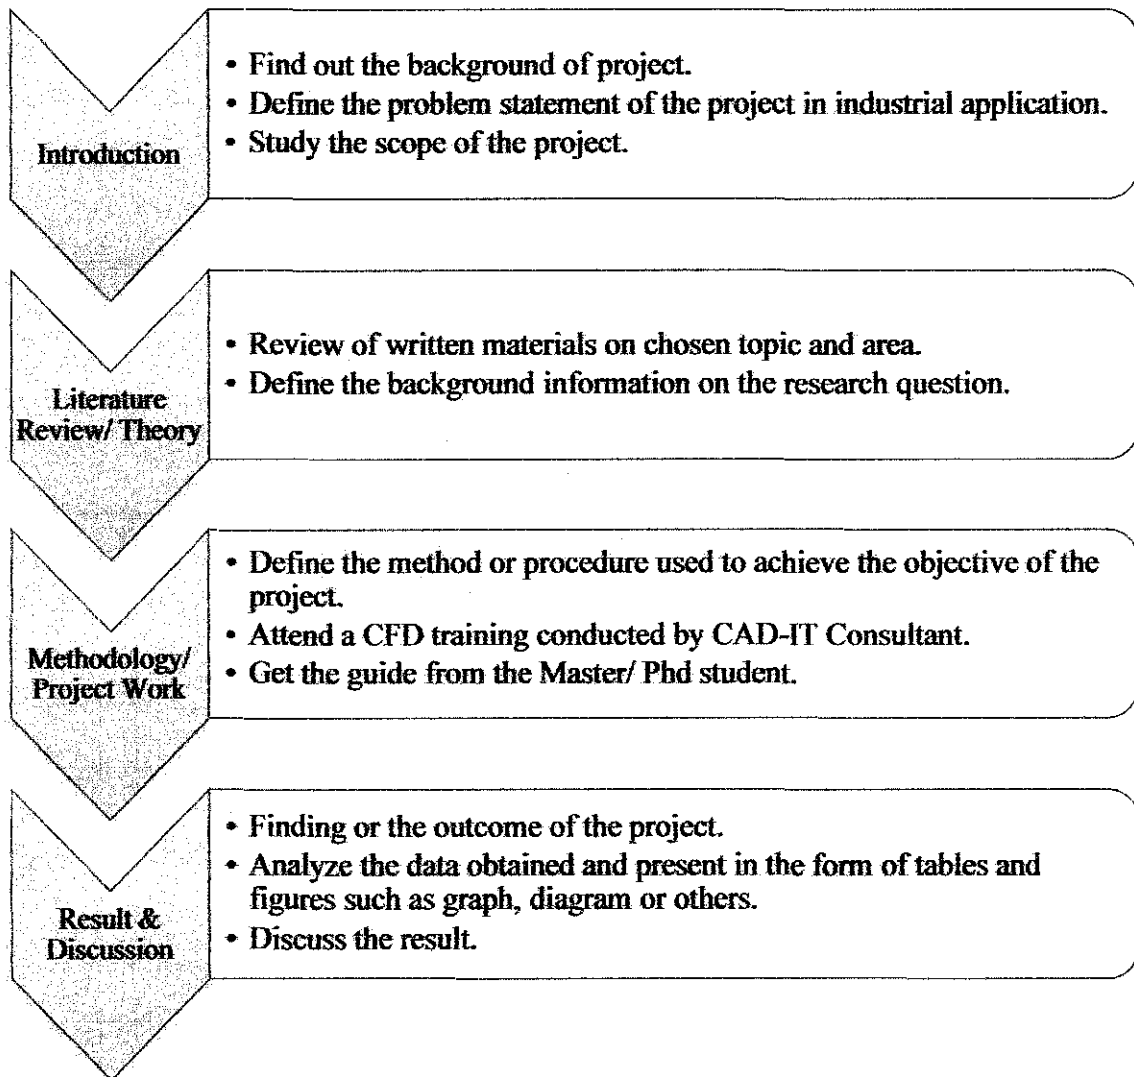 Introduction
• Find out the background of project.
• Define the problem statement of the project in industrial application.
• Study the scope of the project.
Literature
Review/ Theory
• Review of written materials on chosen topic and area.
• Define the background information on the research question.
Methodology/
Project Work
• Define the method or procedure used to achieve the objective of the
project.
• Attend a CFD training conducted by CAD-IT Consultant.
• Get the guide from the Master/ Phd student.
Result &
Discussion
• Finding or the outcome of the project.
• Analyze the data obtained and present in the form of tables and
figures such as graph, diagram or others.
• Discuss the result.